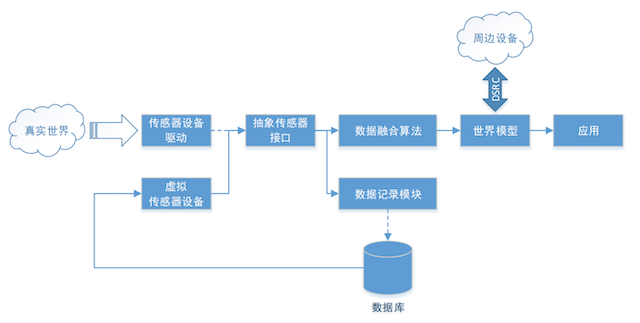 周边设备
DSRC
真实世界
传感器设备
驱动
抽象传感器
接口
数据融合算法
世界模型
应用
虚拟
传感器设备
数据记录模块
数据库